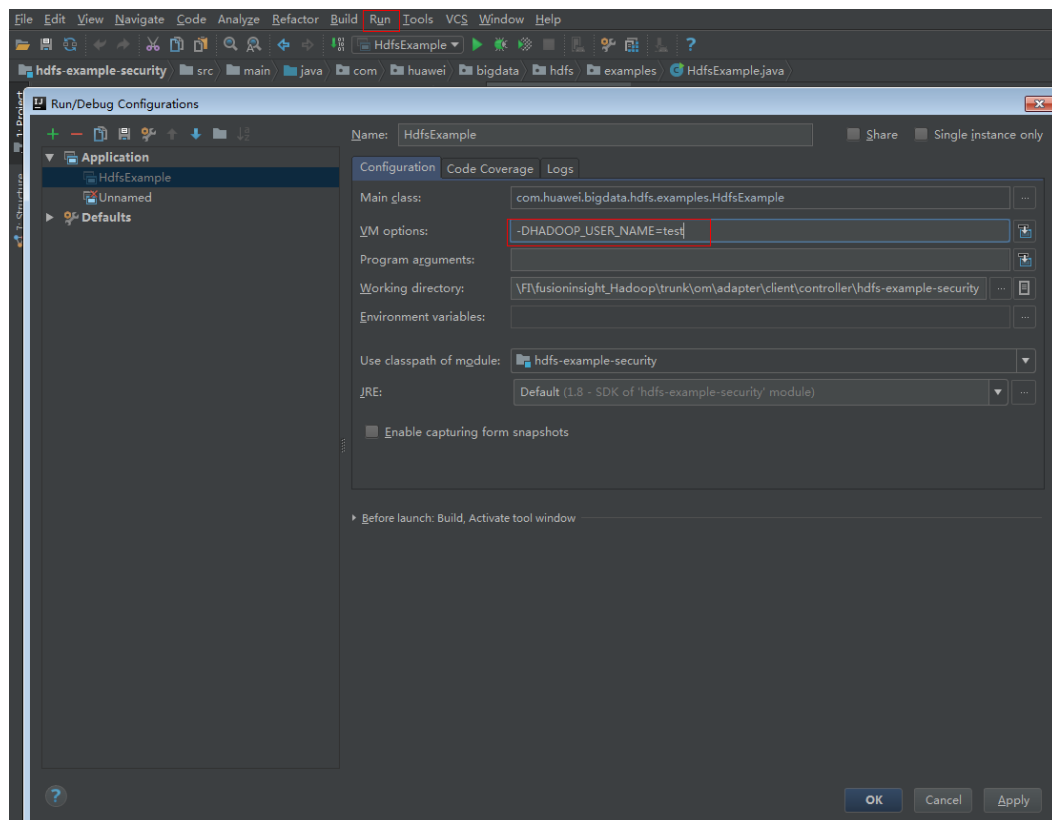 File Edit View Navigate Code Analyze Refactor Build Run Tools VCS Window Help
HdfsExample
hdfs-example-security src main java com huawei bigdata hdfs examples HdfsExample.java
1: Project
Run/Debug Configurations
Name: HdfsExample Share Single instance only
Application
HdfsExample
Unnamed
Defaults
Configuration Code Coverage Logs
Main class: com.huawei.bigdata.hdfs.examples.HdfsExample
VM options: -DHADOOP_USER_NAME=test
Program arguments:
Working directory: \FI\fusioninsight_Hadoop\trunk\om\adapter\client\controller\hdfs-example-security
Environment variables:
Use classpath of module: hdfs-example-security
JRE: Default (1.8 - SDK of 'hdfs-example-security' module)
Enable capturing form snapshots
Before launch: Build, Activate tool window
7: Structure
OK Cancel Apply